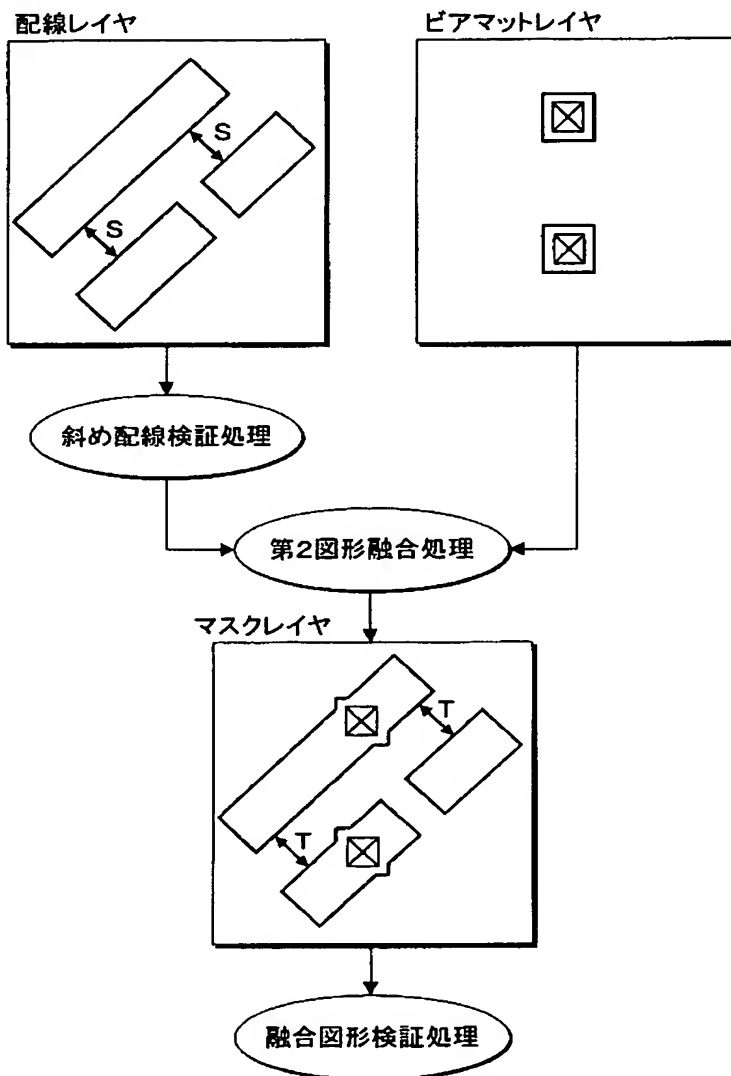 配線レイヤ
ビアマットレイヤ
S
S
斜め配線検証処理
第2図形融合処理
マスクレイヤ
T
T
融合図形検証処理